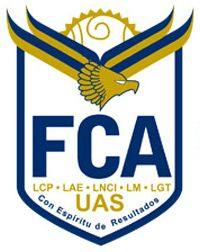 FCA
LCP • LAE • LNCI • LM • LGT
UAS
Con Espíritu de Resultados